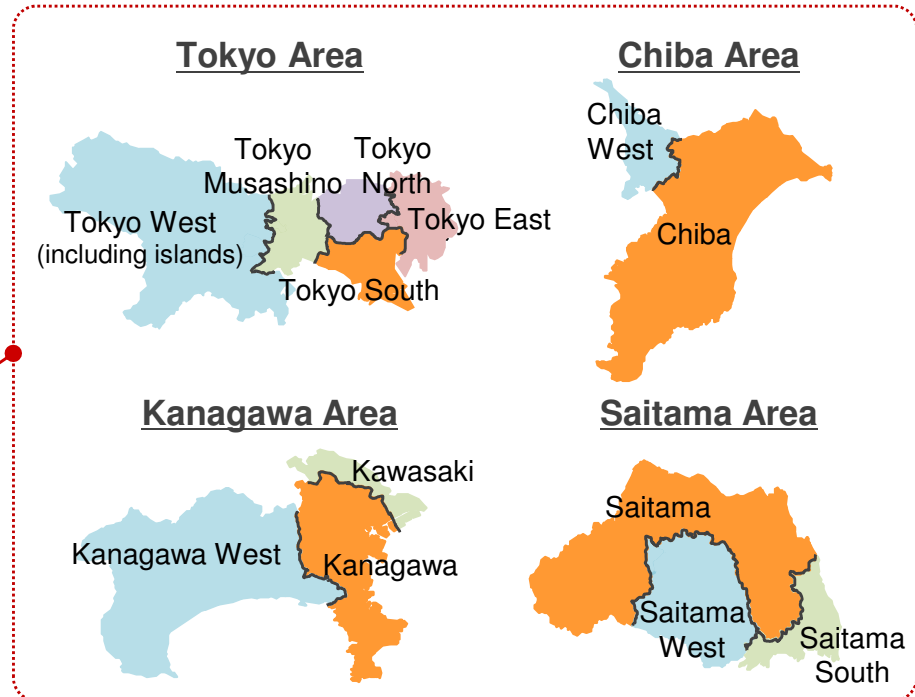 Tokyo Area
Tokyo
Musashino
Tokyo
North
Tokyo West
(including islands)
Tokyo East
Tokyo South
Chiba Area
Chiba
West
Chiba
Kanagawa Area
Kawasaki
Kanagawa West
Kanagawa
Saitama Area
Saitama
Saitama
West
Saitama
South